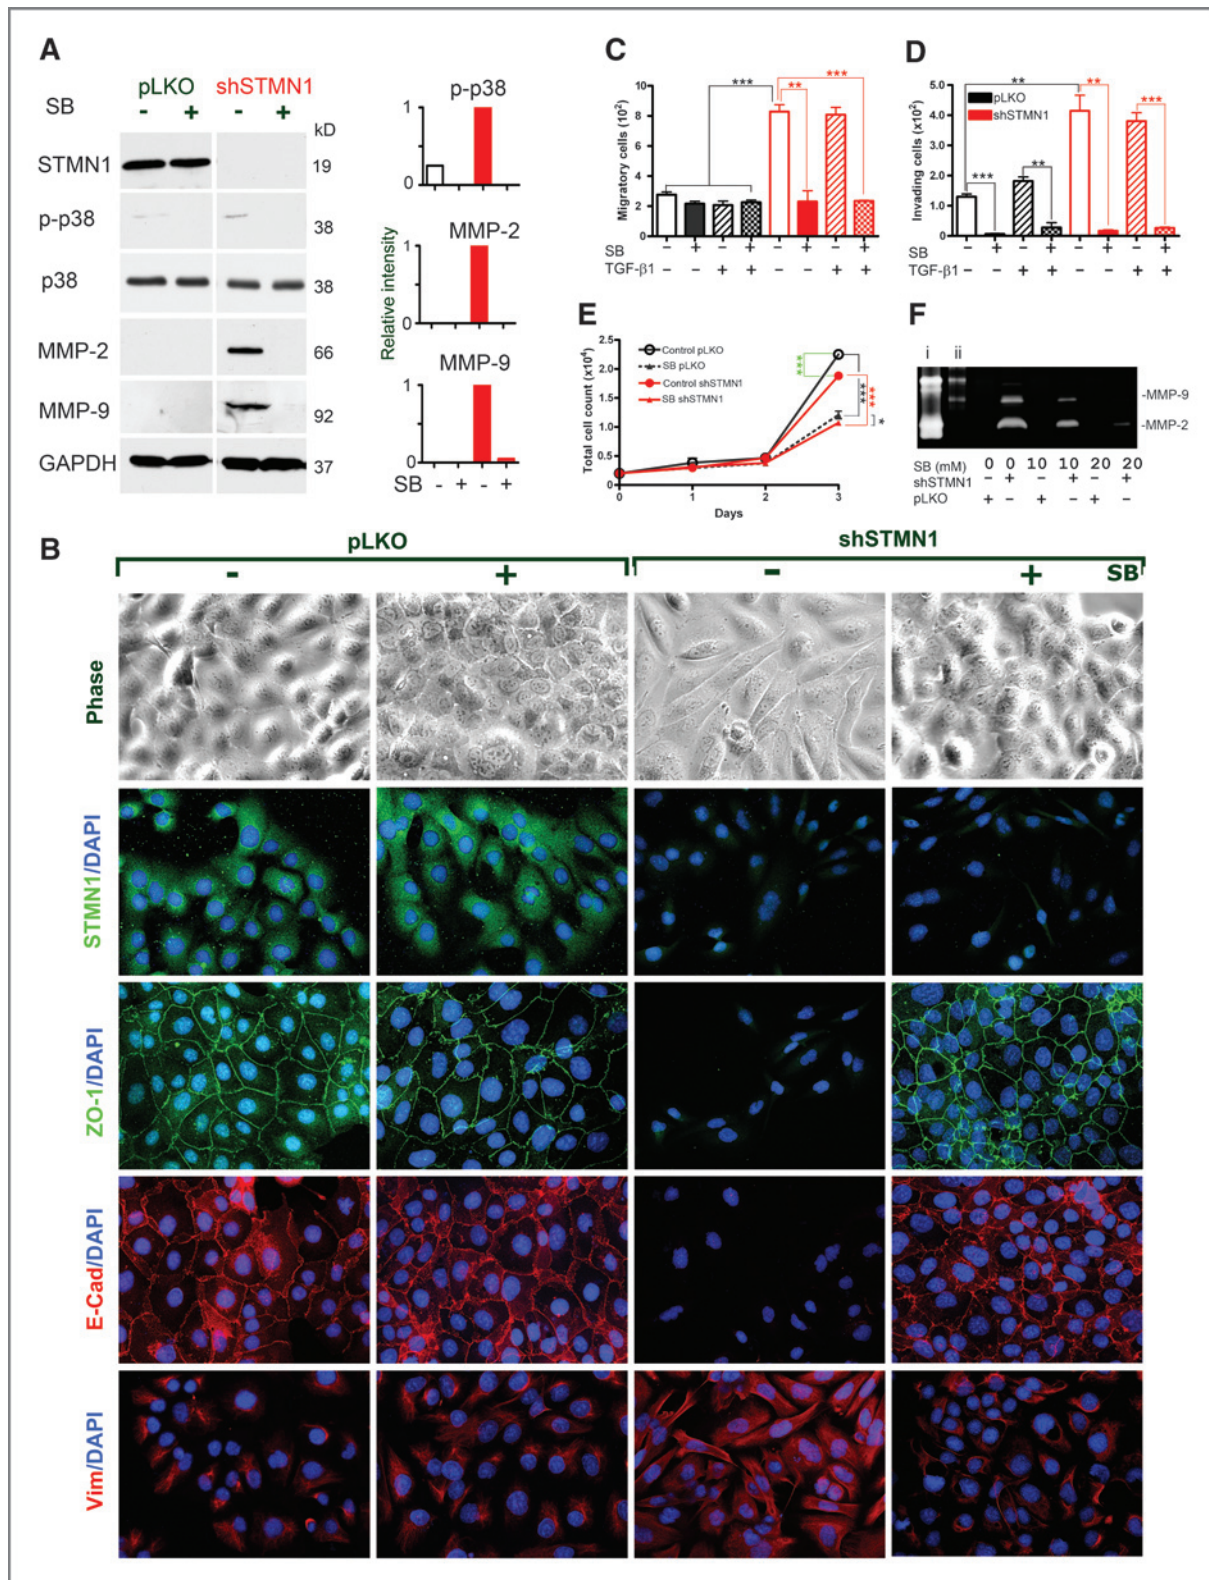 A
pLKO shSTMN1
SB - + - + kD
STMN1 19
p-p38 38
p38 38
MMP-2 66
MMP-9 92
GAPDH 37
Relative intensity
p-p38
1
0
MMP-2
1
0
MMP-9
1
0
SB - + - +
C
Migratory cells (10²)
10
8
6
4
2
0
*** ** ***
SB - + - + - + - +
TGF-β1 - - + + - - + +
D
Invading cells (x10²)
5.0
4.0
3.0
2.0
1.0
0
pLKO
shSTMN1
*** ** ** ** ***
SB - + - + - + - +
TGF-β1 - - + + - - + +
E
Total cell count (x10⁴)
2.5
2.0
1.5
1.0
0.5
0
Control pLKO
SB pLKO
Control shSTMN1
SB shSTMN1
*** *** *** *
0 1 2 3
Days
F
i ii
-MMP-9
-MMP-2
SB (mM) 0 0 10 10 20 20
shSTMN1 - + - + - +
pLKO + - + - + -
B
pLKO shSTMN1
- + - + SB
Phase
STMN1/DAPI
ZO-1/DAPI
E-Cad/DAPI
Vim/DAPI